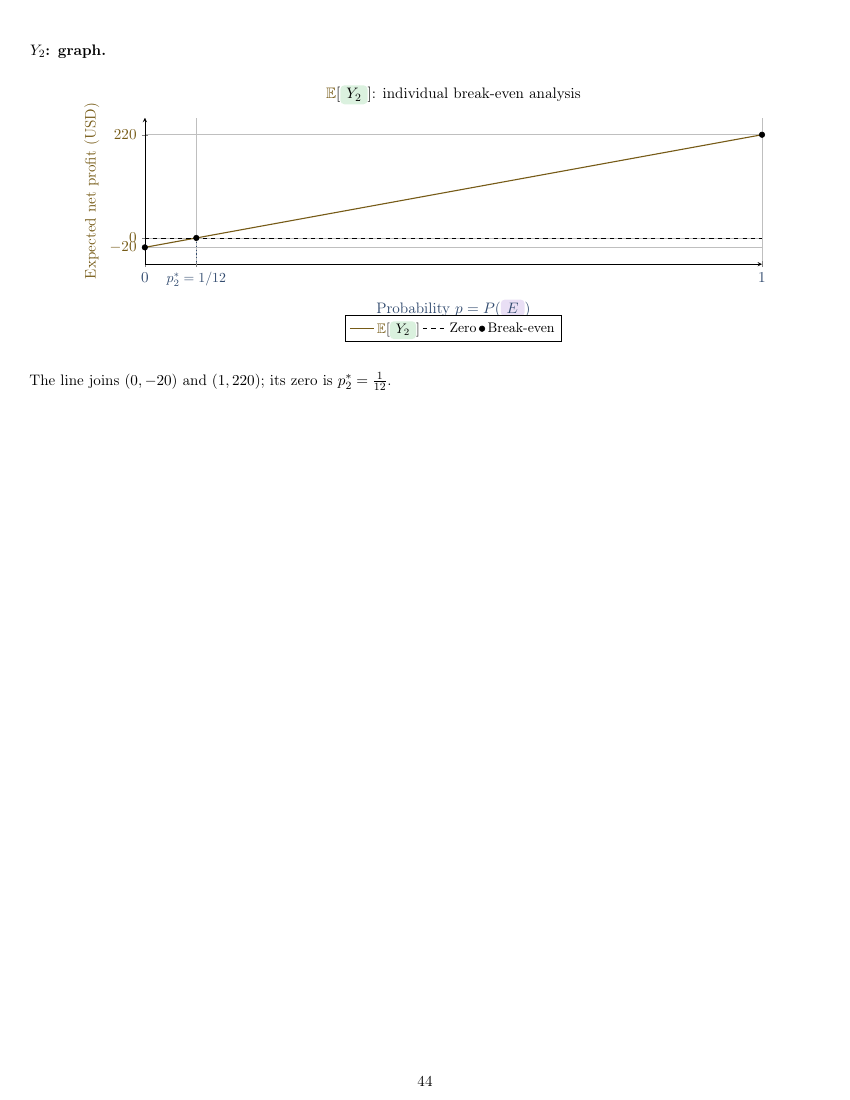 Y₂: graph.
𝔼[ Y₂ ]: individual break-even analysis
Expected net profit (USD)
220
0
−20
0 p₂* = 1/12 1
Probability p = P( E )
𝔼[ Y₂ ] Zero Break-even
The line joins (0, −20) and (1, 220); its zero is p₂* = 1/12.
44